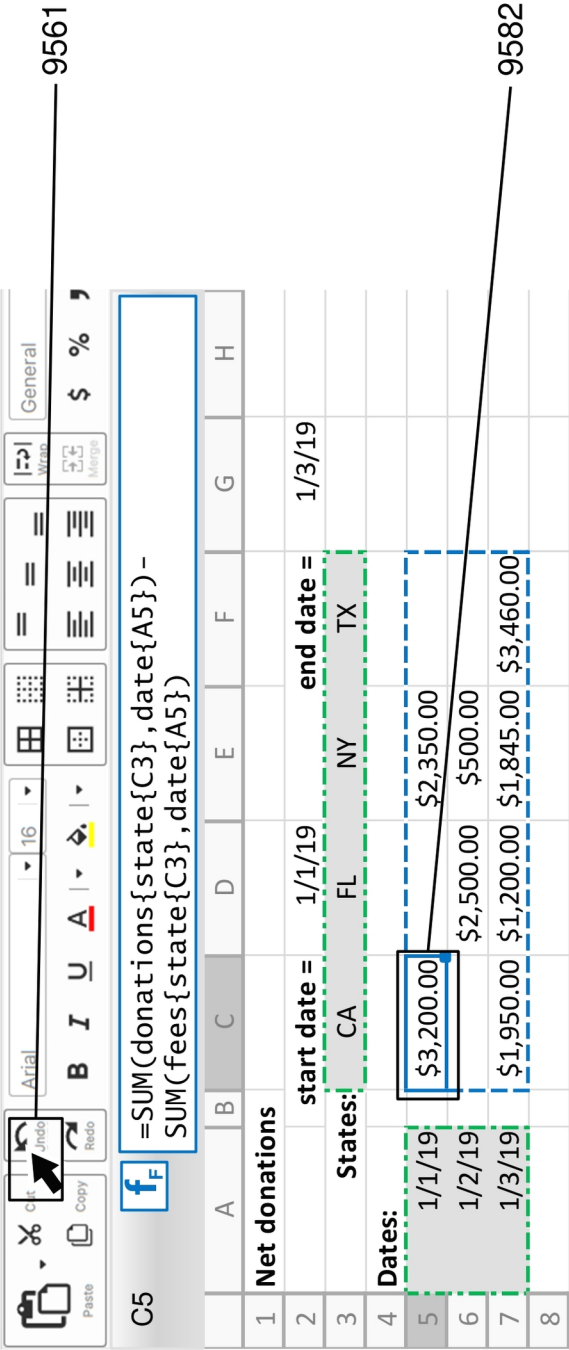 9561
Cut
Copy
Paste
Undo
Redo
Arial
16
B I U A
Wrap
Merge
General
$ % ,
C5
fF
=SUM(donations{state{C3},date{A5})-
SUM(fees{state{C3},date{A5})
A B C D E F G H
1 Net donations
2 start date = 1/1/19 end date = 1/3/19
3 States: CA FL NY TX
4 Dates:
5 1/1/19 $3,200.00 $2,350.00
6 1/2/19 $2,500.00 $500.00
7 1/3/19 $1,950.00 $1,200.00 $1,845.00 $3,460.00
8
9582